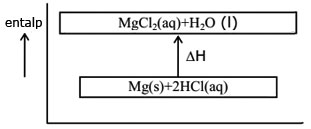 MgCl₂(aq)+H₂O (l)
entalp
ΔH
Mg(s)+2HCl(aq)